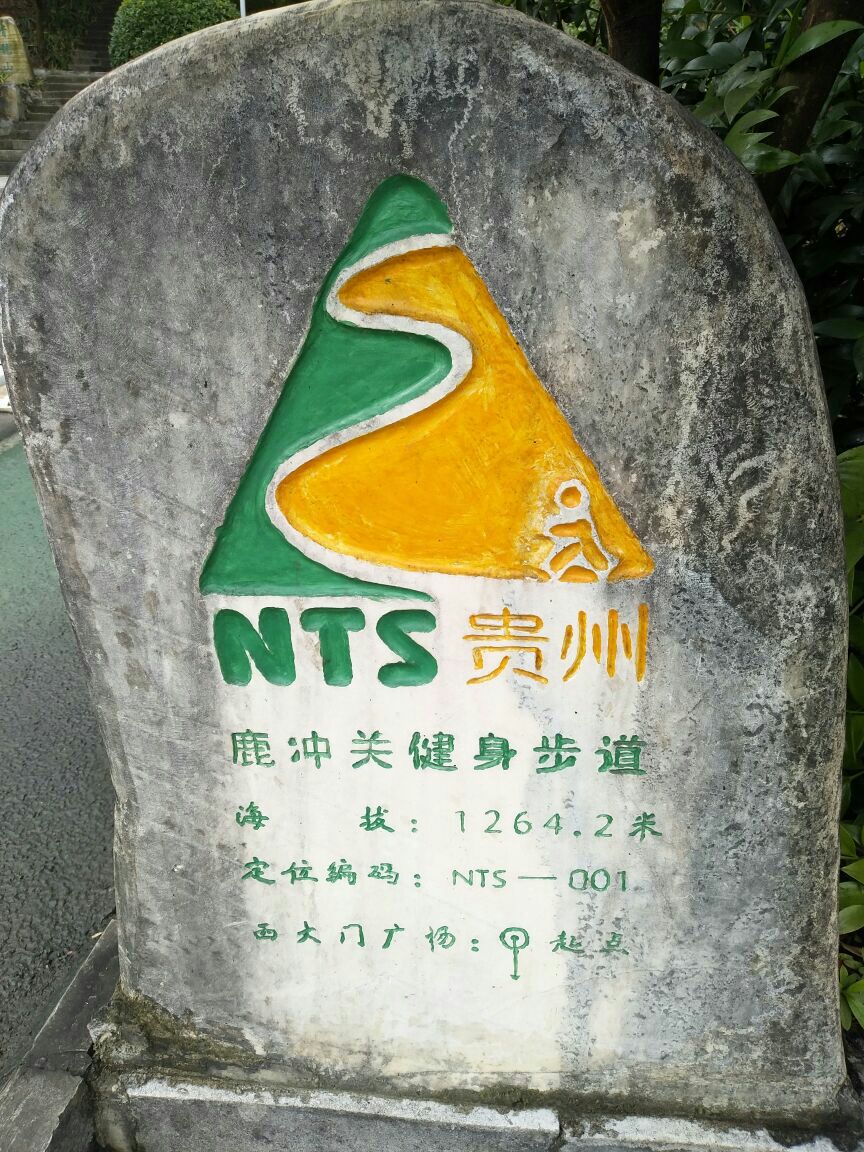 NTS 贵州
鹿冲关健身步道
海 拔：1264.2米
定位编码：NTS—001
西大门广场：起点